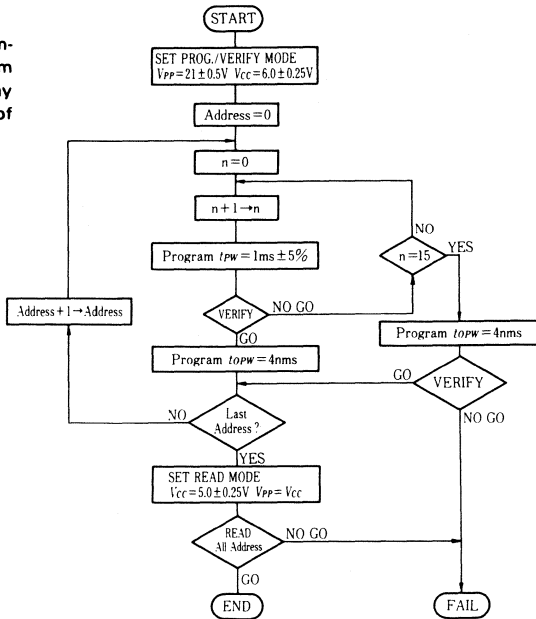 n-
m
y
of
START
SET PROG./VERIFY MODE
VPP=21±0.5V VCC=6.0±0.25V
Address=0
n=0
n+1→n
NO
YES
n=15
Program tPW=1ms±5%
Address+1→Address
VERIFY
NO GO
GO
Program tOPW=4nms
Program tOPW=4nms
GO
VERIFY
NO GO
NO
Last
Address?
YES
SET READ MODE
VCC=5.0±0.25V VPP=VCC
READ
All Address
NO GO
GO
END
FAIL